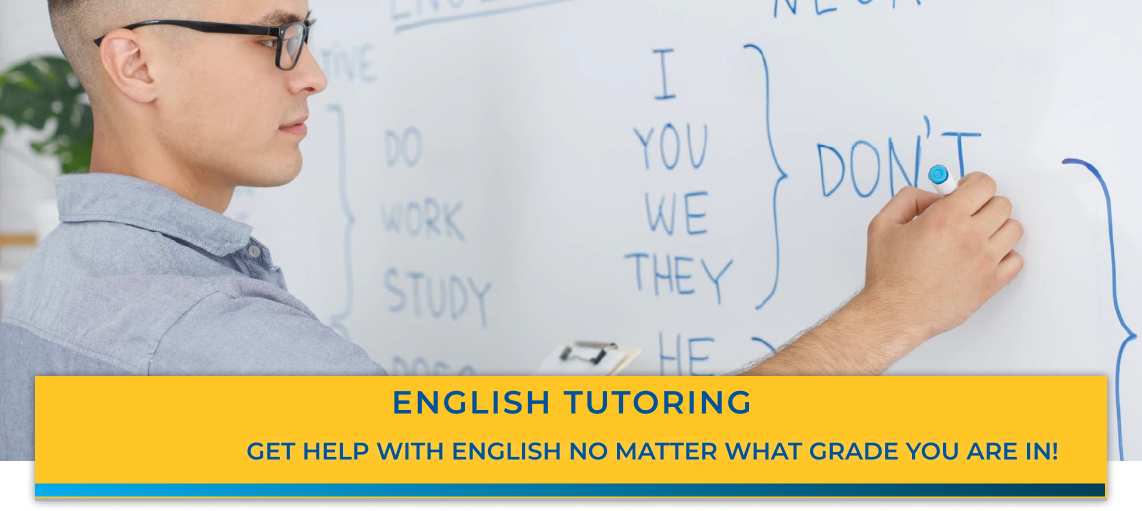 I
YOU
WE
THEY
HE
DON'T
DO
WORK
STUDY
DOES
ENGLISH TUTORING
GET HELP WITH ENGLISH NO MATTER WHAT GRADE YOU ARE IN!